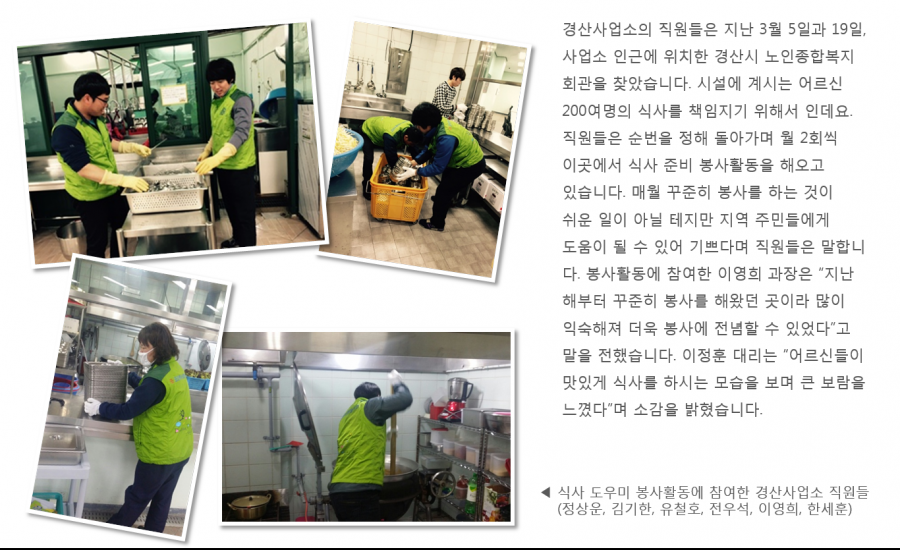 경산사업소의 직원들은 지난 3월 5일과 19일,
사업소 인근에 위치한 경산시 노인종합복지
회관을 찾았습니다. 시설에 계시는 어르신
200여명의 식사를 책임지기 위해서 인데요.
직원들은 순번을 정해 돌아가며 월 2회씩
이곳에서 식사 준비 봉사활동을 해오고
있습니다. 매월 꾸준히 봉사를 하는 것이
쉬운 일이 아닐 테지만 지역 주민들에게
도움이 될 수 있어 기쁘다며 직원들은 말합니
다. 봉사활동에 참여한 이영희 과장은 “지난
해부터 꾸준히 봉사를 해왔던 곳이라 많이
익숙해져 더욱 봉사에 전념할 수 있었다”고
말을 전했습니다. 이정훈 대리는 ”어르신들이
맛있게 식사를 하시는 모습을 보며 큰 보람을
느꼈다”며 소감을 밝혔습니다.
◀ 식사 도우미 봉사활동에 참여한 경산사업소 직원들
(정상운, 김기한, 유철호, 전우석, 이영희, 한세훈)